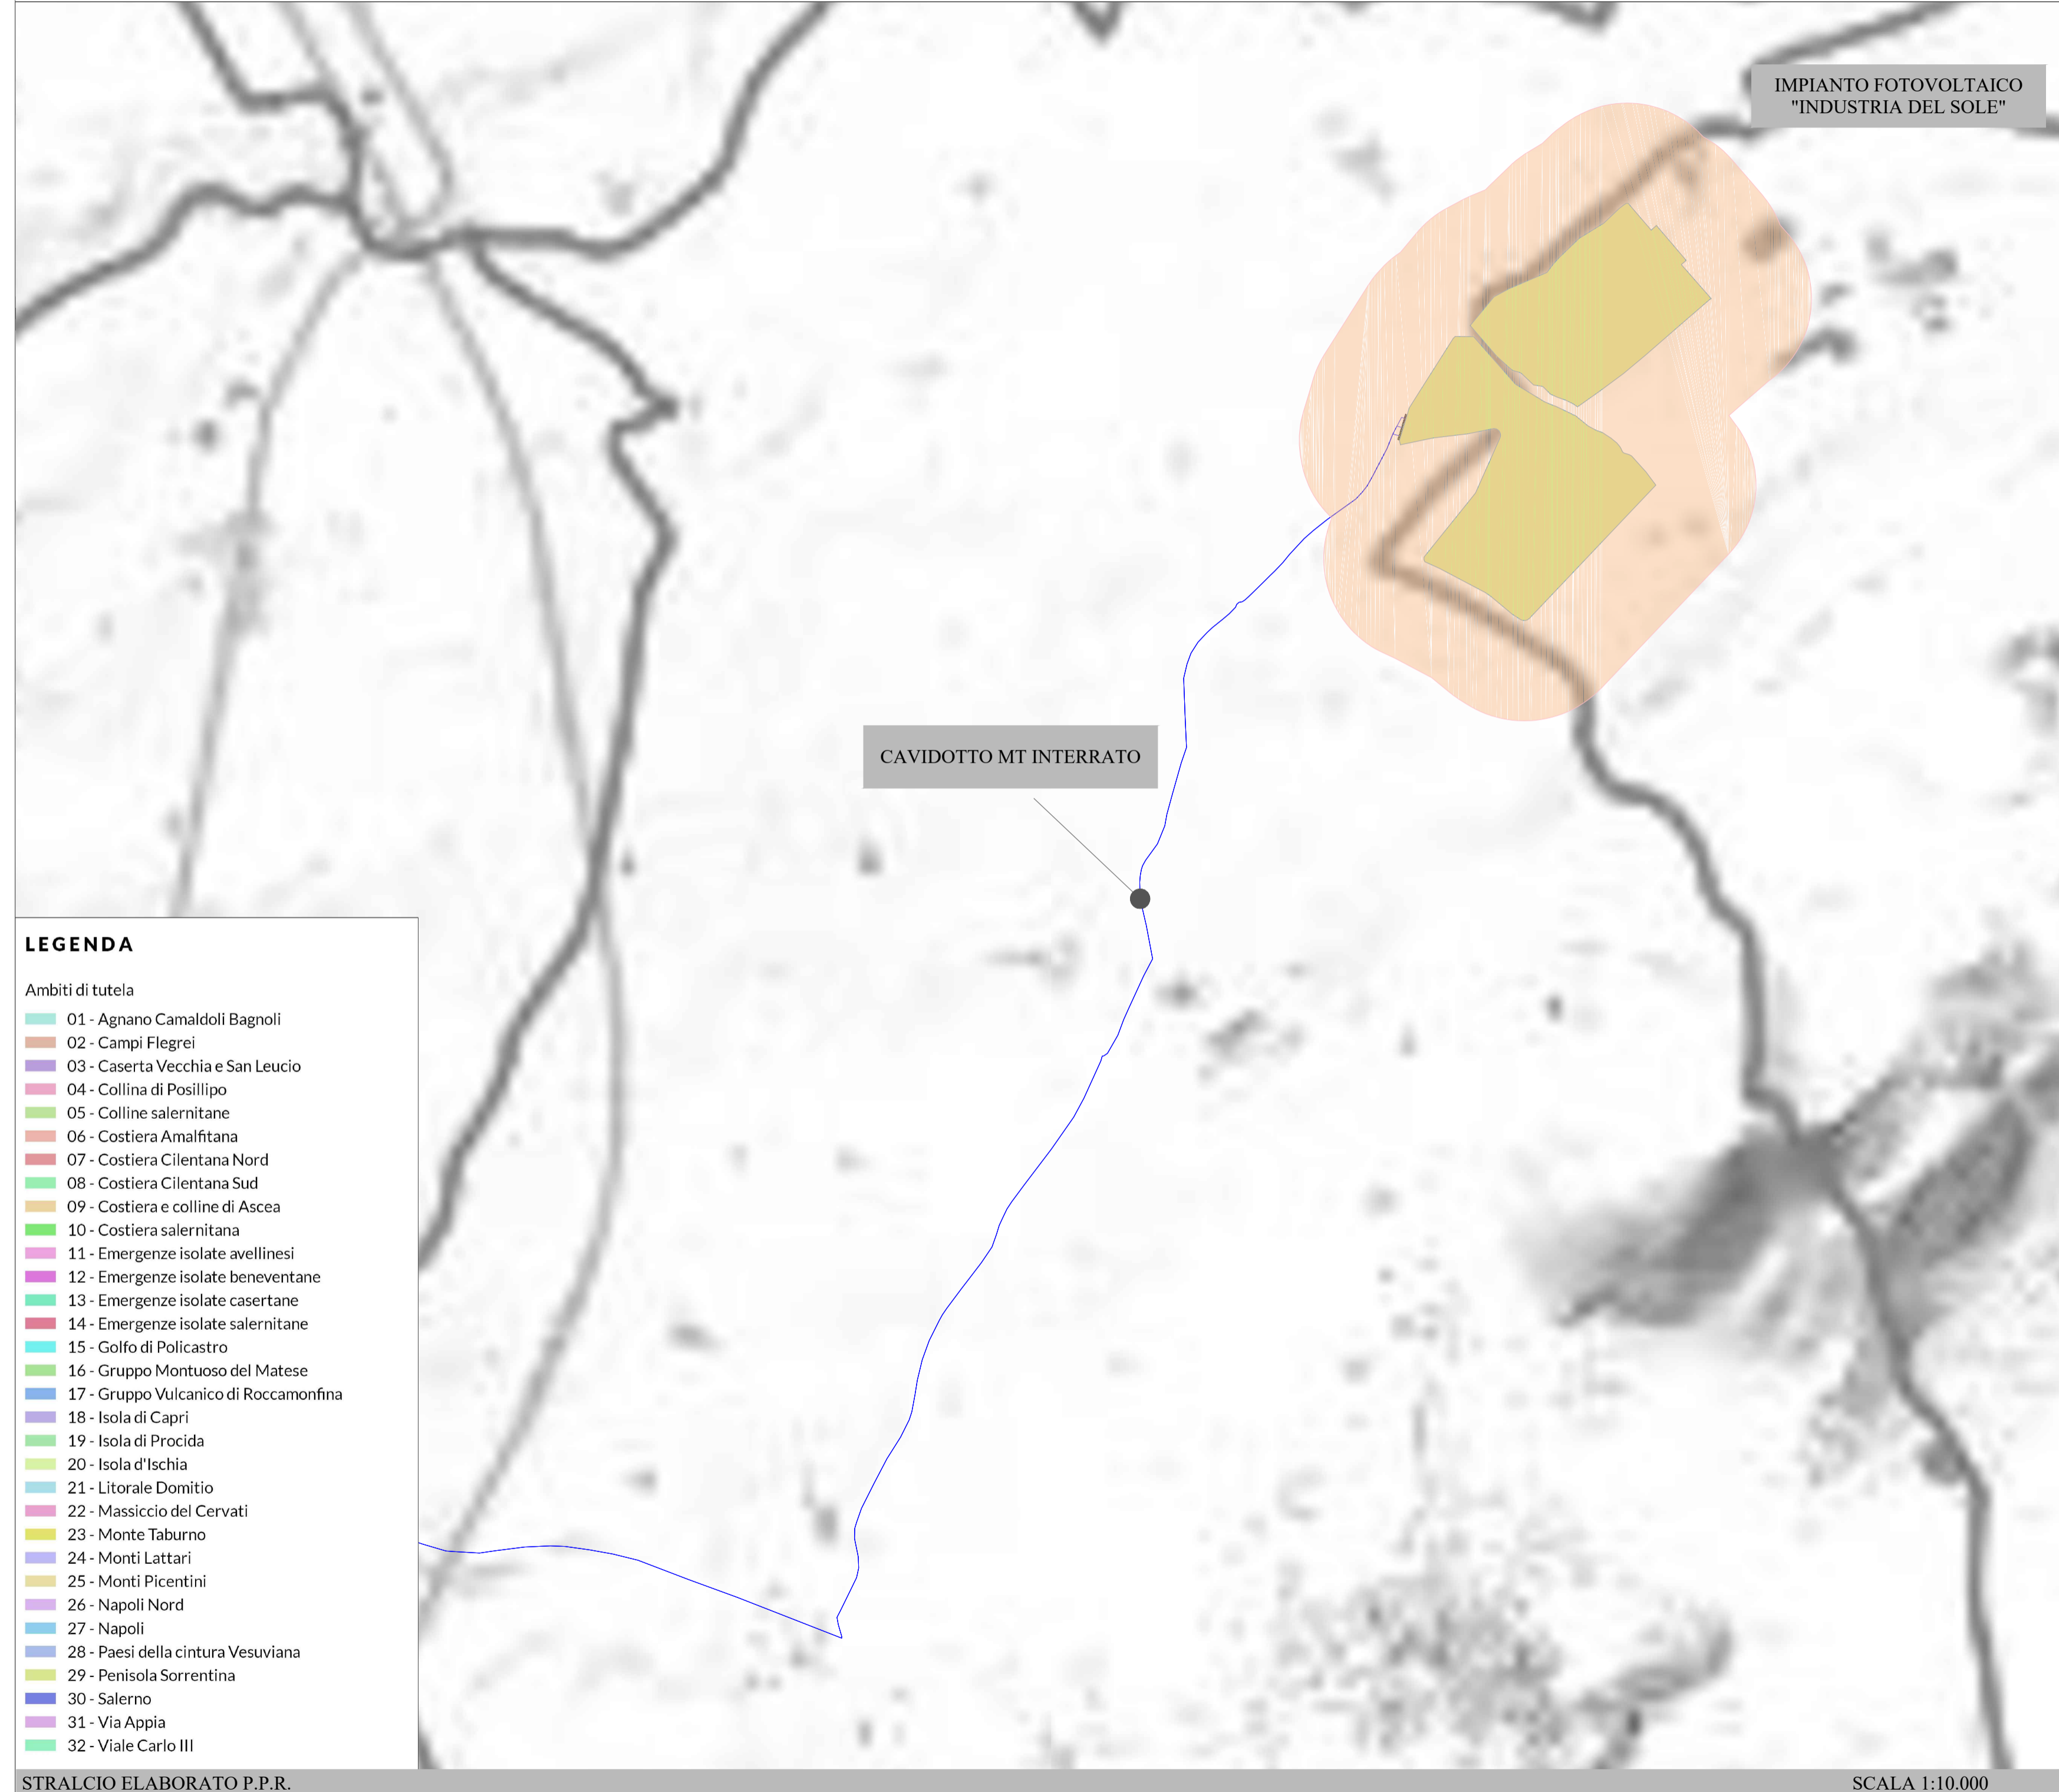 IMPIANTO FOTOVOLTAICO
"INDUSTRIA DEL SOLE"
CAVIDOTTO MT INTERRATO
LEGENDA
Ambiti di tutela
01 - Agnano Camaldoli Bagnoli
02 - Campi Flegrei
03 - Caserta Vecchia e San Leucio
04 - Collina di Posillipo
05 - Colline salernitane
06 - Costiera Amalfitana
07 - Costiera Cilentana Nord
08 - Costiera Cilentana Sud
09 - Costiera e colline di Ascea
10 - Costiera salernitana
11 - Emergenze isolate avellinesi
12 - Emergenze isolate beneventane
13 - Emergenze isolate casertane
14 - Emergenze isolate salernitane
15 - Golfo di Policastro
16 - Gruppo Montuoso del Matese
17 - Gruppo Vulcanico di Roccamonfina
18 - Isola di Capri
19 - Isola di Procida
20 - Isola d'Ischia
21 - Litorale Domitio
22 - Massiccio del Cervati
23 - Monte Taburno
24 - Monti Lattari
25 - Monti Picentini
26 - Napoli Nord
27 - Napoli
28 - Paesi della cintura Vesuviana
29 - Penisola Sorrentina
30 - Salerno
31 - Via Appia
32 - Viale Carlo III
STRALCIO ELABORATO P.P.R.
SCALA 1:10.000